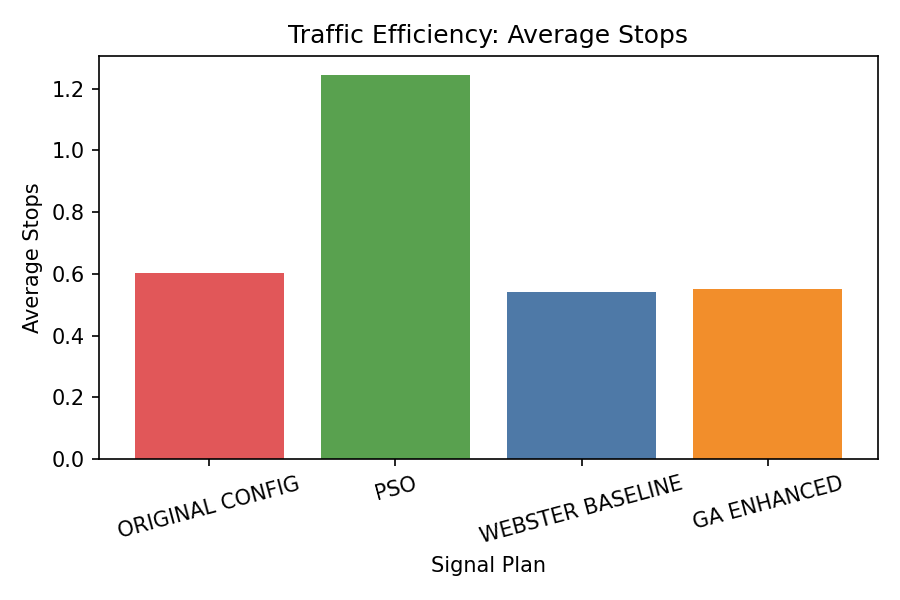 Traffic Efficiency: Average Stops
Average Stops
1.2
1.0
0.8
0.6
0.4
0.2
0.0
ORIGINAL CONFIG
PSO
WEBSTER BASELINE
GA ENHANCED
Signal Plan